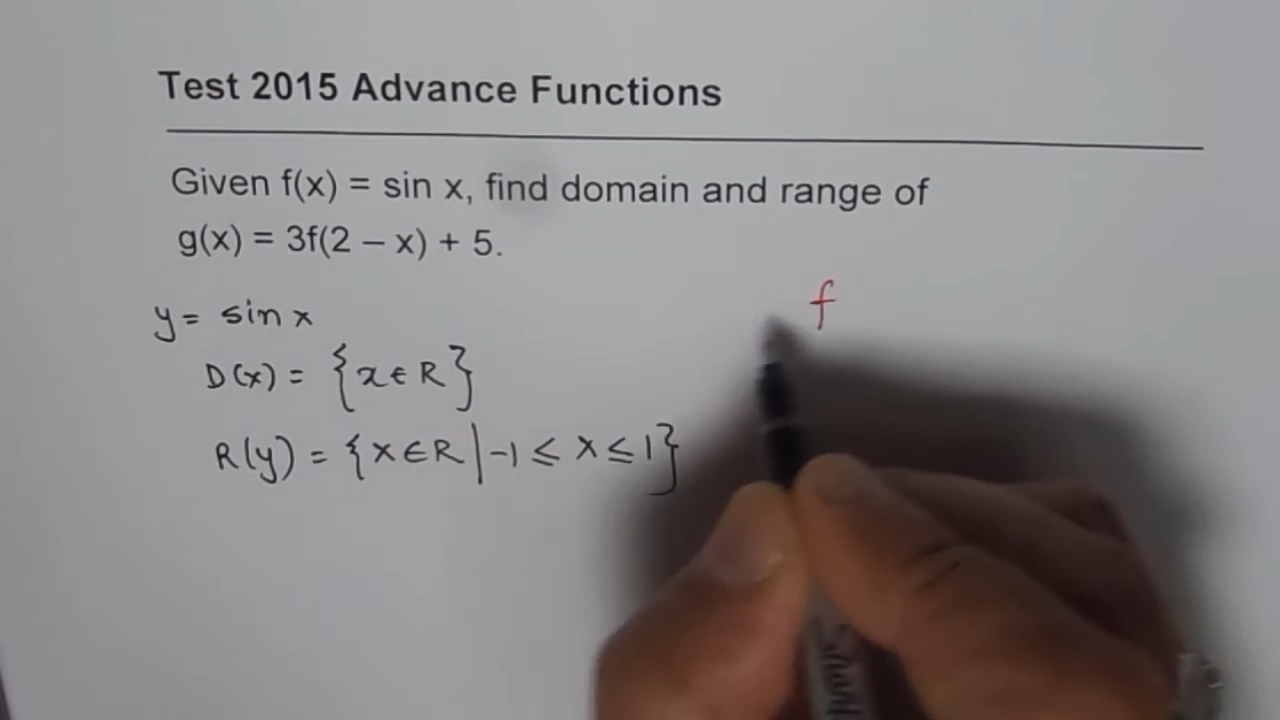 Test 2015 Advance Functions
Given f(x) = sin x, find domain and range of
g(x) = 3f(2 – x) + 5.
f
y = sin x
D(x) = {x ∈ R}
R(y) = {x ∈ R | -1 ≤ x ≤ 1}